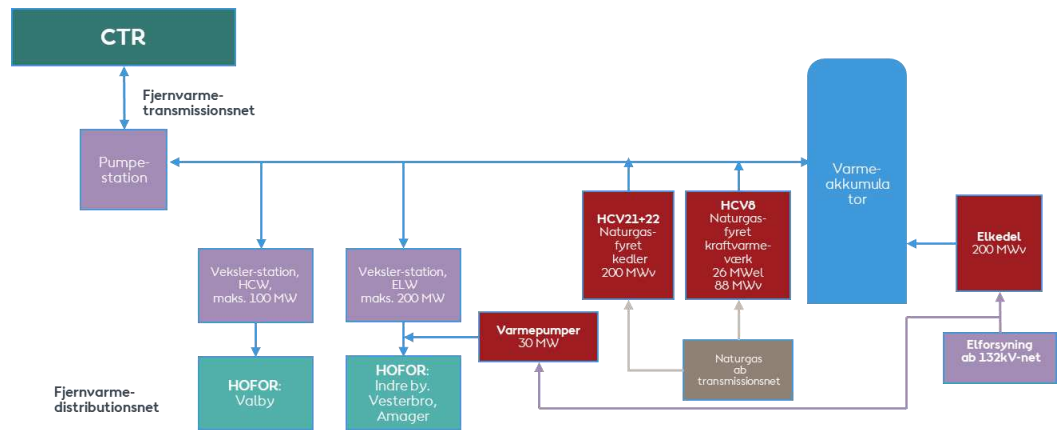 CTR
Fjernvarme-
transmissionsnet
Pumpe-
station
Varme-
akkumula
tor
HCV21+22
Naturgas-
fyret
kedler
200 MWv
HCV8
Naturgas-
fyret
kraftvarme-
værk
26 MWel
88 MWv
Elkedel
200 MWv
Veksler-station,
HCW,
maks. 100 MW
Veksler-station,
ELW
maks. 200 MW
Varmepumper
30 MW
Elforsyning
ab 132kV-net
Naturgas
ab
transmissionsnet
Fjernvarme-
distributionsnet
HOFOR:
Valby
HOFOR:
Indre by.
Vesterbro,
Amager